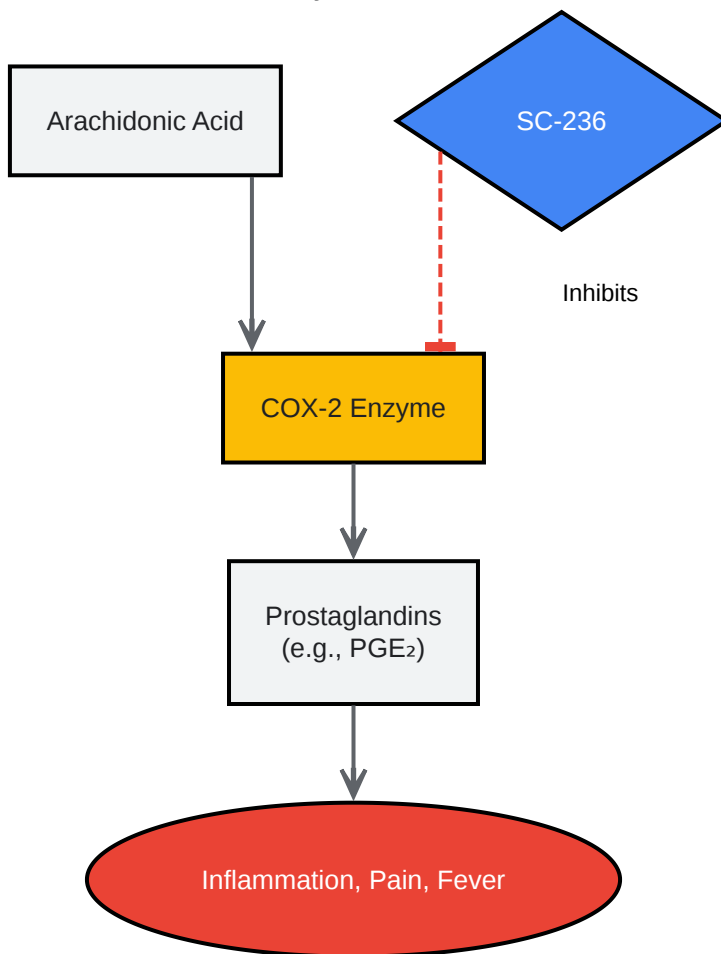 Arachidonic Acid
SC-236
Inhibits
COX-2 Enzyme
Prostaglandins
(e.g., PGE₂)
Inflammation, Pain, Fever